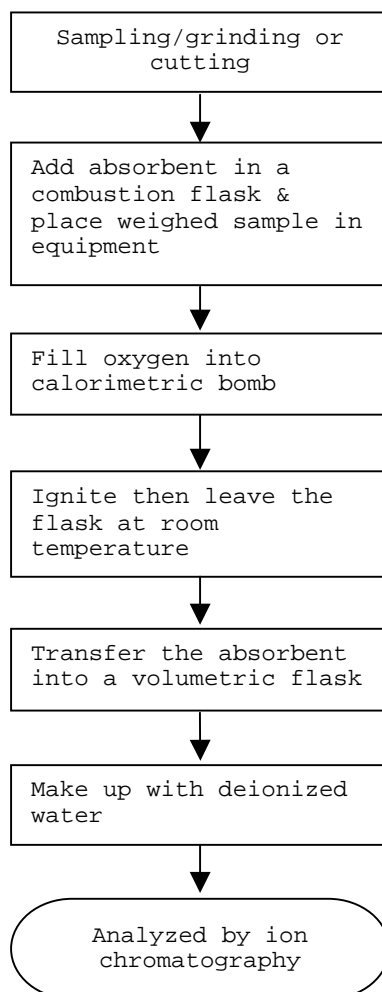 Sampling/grinding or
cutting
Add absorbent in a
combustion flask &
place weighed sample in
equipment
Fill oxygen into
calorimetric bomb
Ignite then leave the
flask at room
temperature
Transfer the absorbent
into a volumetric flask
Make up with deionized
water
Analyzed by ion
chromatography